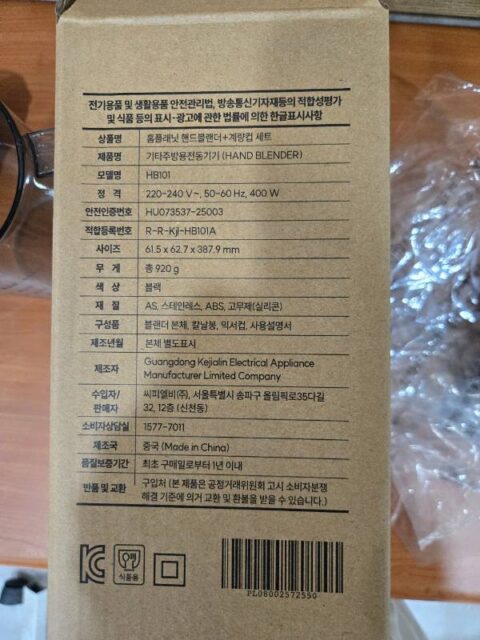 전기용품 및 생활용품 안전관리법, 방송통신기자재등의 적합성평가
및 식품 등의 표시·광고에 관한 법률에 의한 한글표시사항
상품명 홈플래닛 핸드블랜더+계량컵 세트
제품명 기타주방용전동기기 (HAND BLENDER)
모델명 HB101
정 격 220-240 V~, 50-60 Hz, 400 W
안전인증번호 HU073537-25003
적합등록번호 R-R-Kjl-HB101A
사이즈 61.5 x 62.7 x 387.9 mm
무 게 총 920 g
색 상 블랙
재 질 AS, 스테인레스, ABS, 고무제(실리콘)
구성품 블랜더 본체, 칼날봉, 믹서컵, 사용설명서
제조년월 본체 별도표시
제조자 Guangdong Kejialin Electrical Appliance
Manufacturer Limited Company
수입자/
판매자 씨피엘비(주), 서울특별시 송파구 올림픽로35다길
32, 12층 (신천동)
소비자상담실 1577-7011
제조국 중국 (Made in China)
품질보증기간 최초 구매일로부터 1년 이내
반품 및 교환 구입처 (본 제품은 공정거래위원회 고시 소비자분쟁
해결 기준에 의거 교환 및 환불을 받을 수 있습니다.)
식품용
PL08002572550